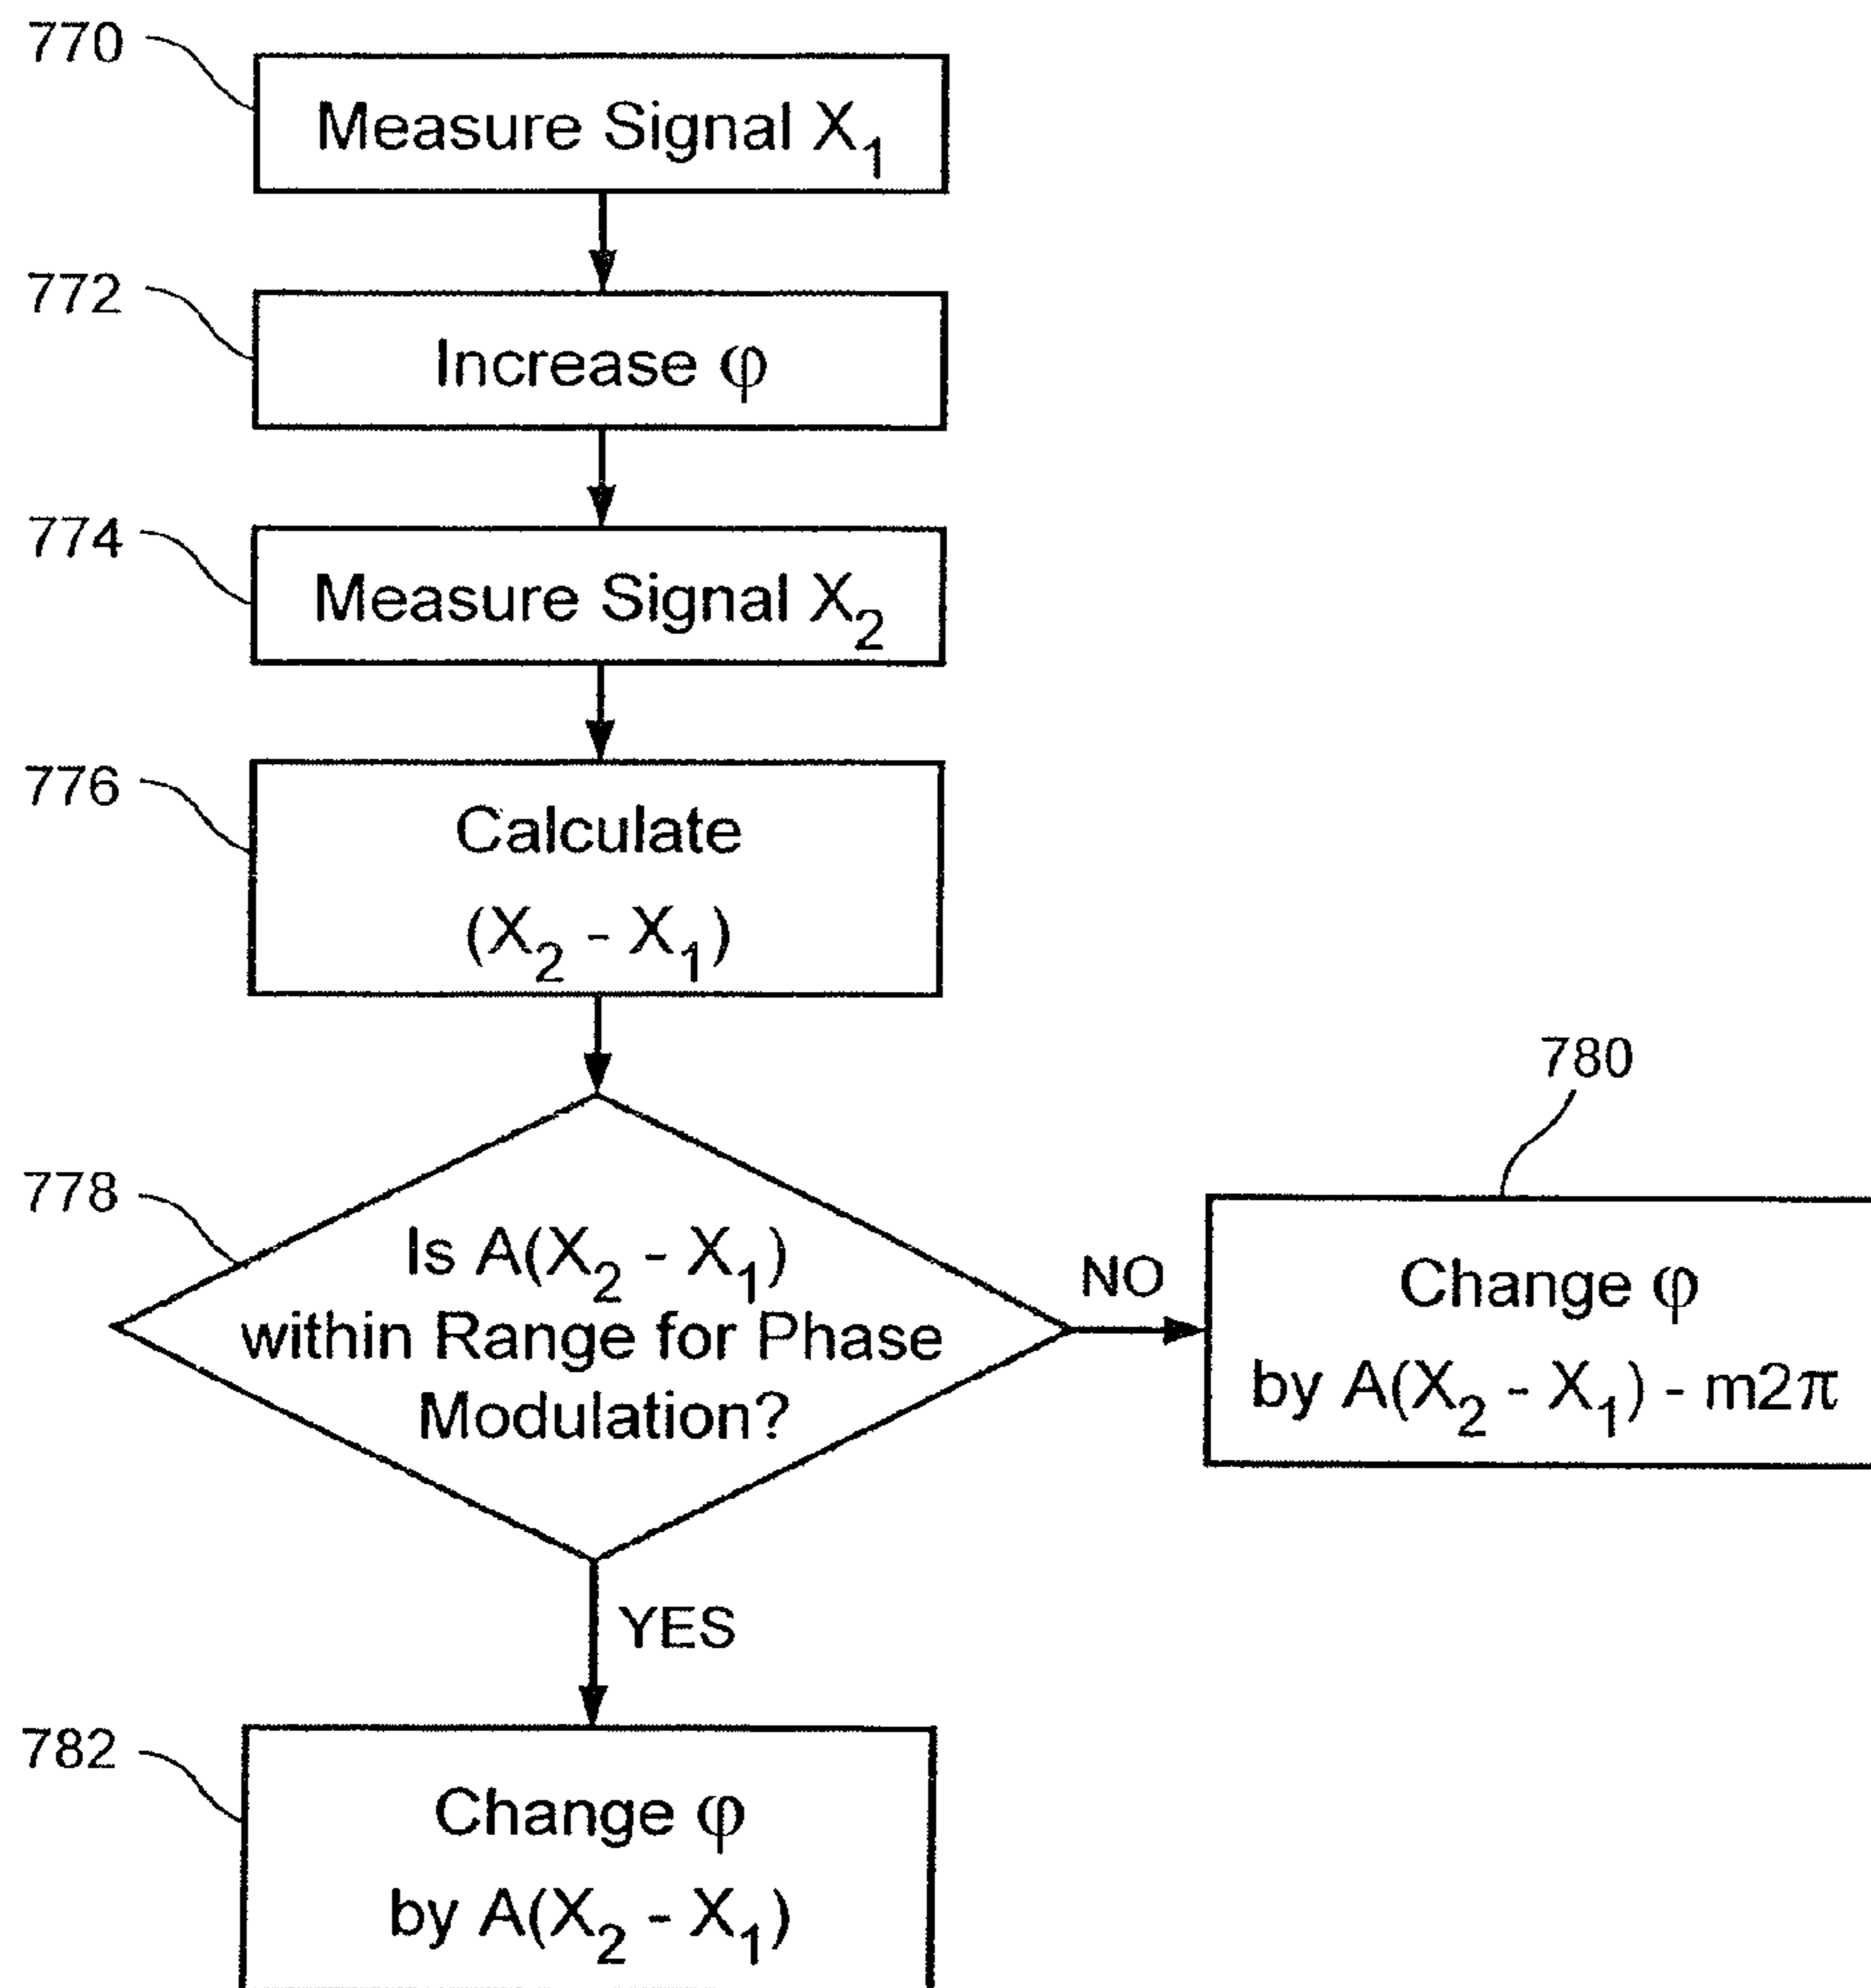 770
Measure Signal X₁
772
Increase φ
774
Measure Signal X₂
776
Calculate
(X₂ - X₁)
778
Is A(X₂ - X₁)
within Range for Phase
Modulation?
NO
780
Change φ
by A(X₂ - X₁) - m2π
YES
782
Change φ
by A(X₂ - X₁)